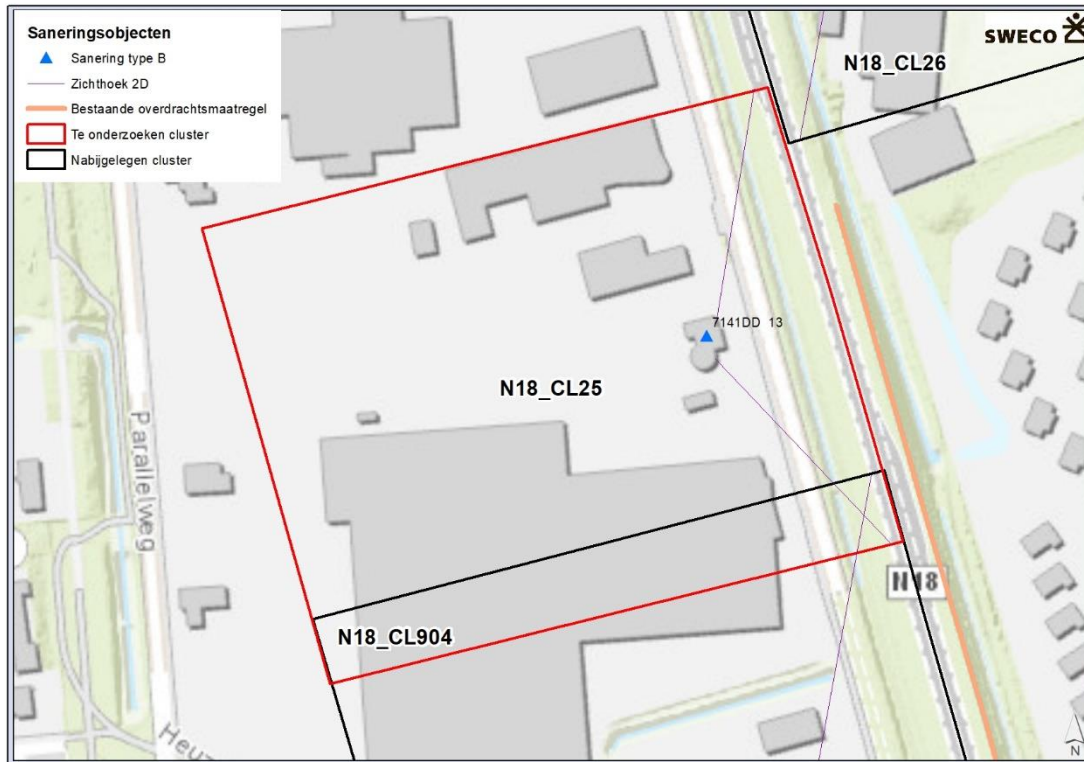 Saneringsobjecten
Sanering type B
Zichthoek 2D
Bestaande overdrachtsmaatregel
Te onderzoeken cluster
Nabijgelegen cluster
SWECO
N18_CL26
7141DD 13
N18_CL25
Parallelweg
N18
N18_CL904
N